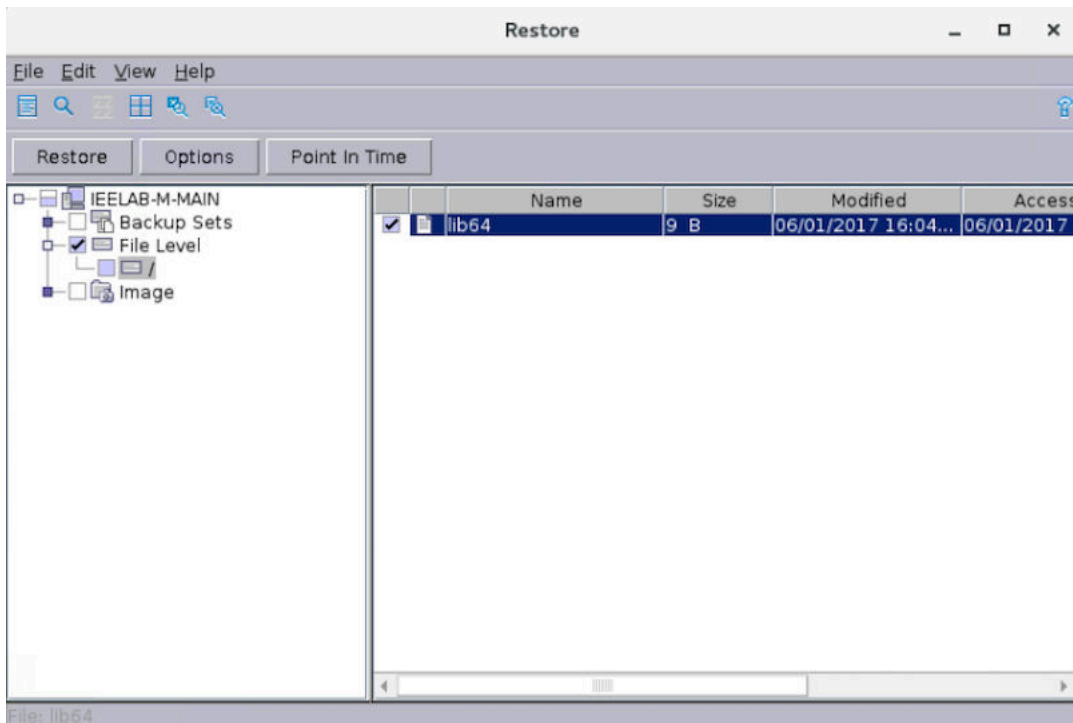 Restore
File Edit View Help
Restore Options Point In Time
IEELAB-M-MAIN
Backup Sets
File Level
/
Image
Name Size Modified Access
lib64 9 B 06/01/2017 16:04... 06/01/2017
File: lib64